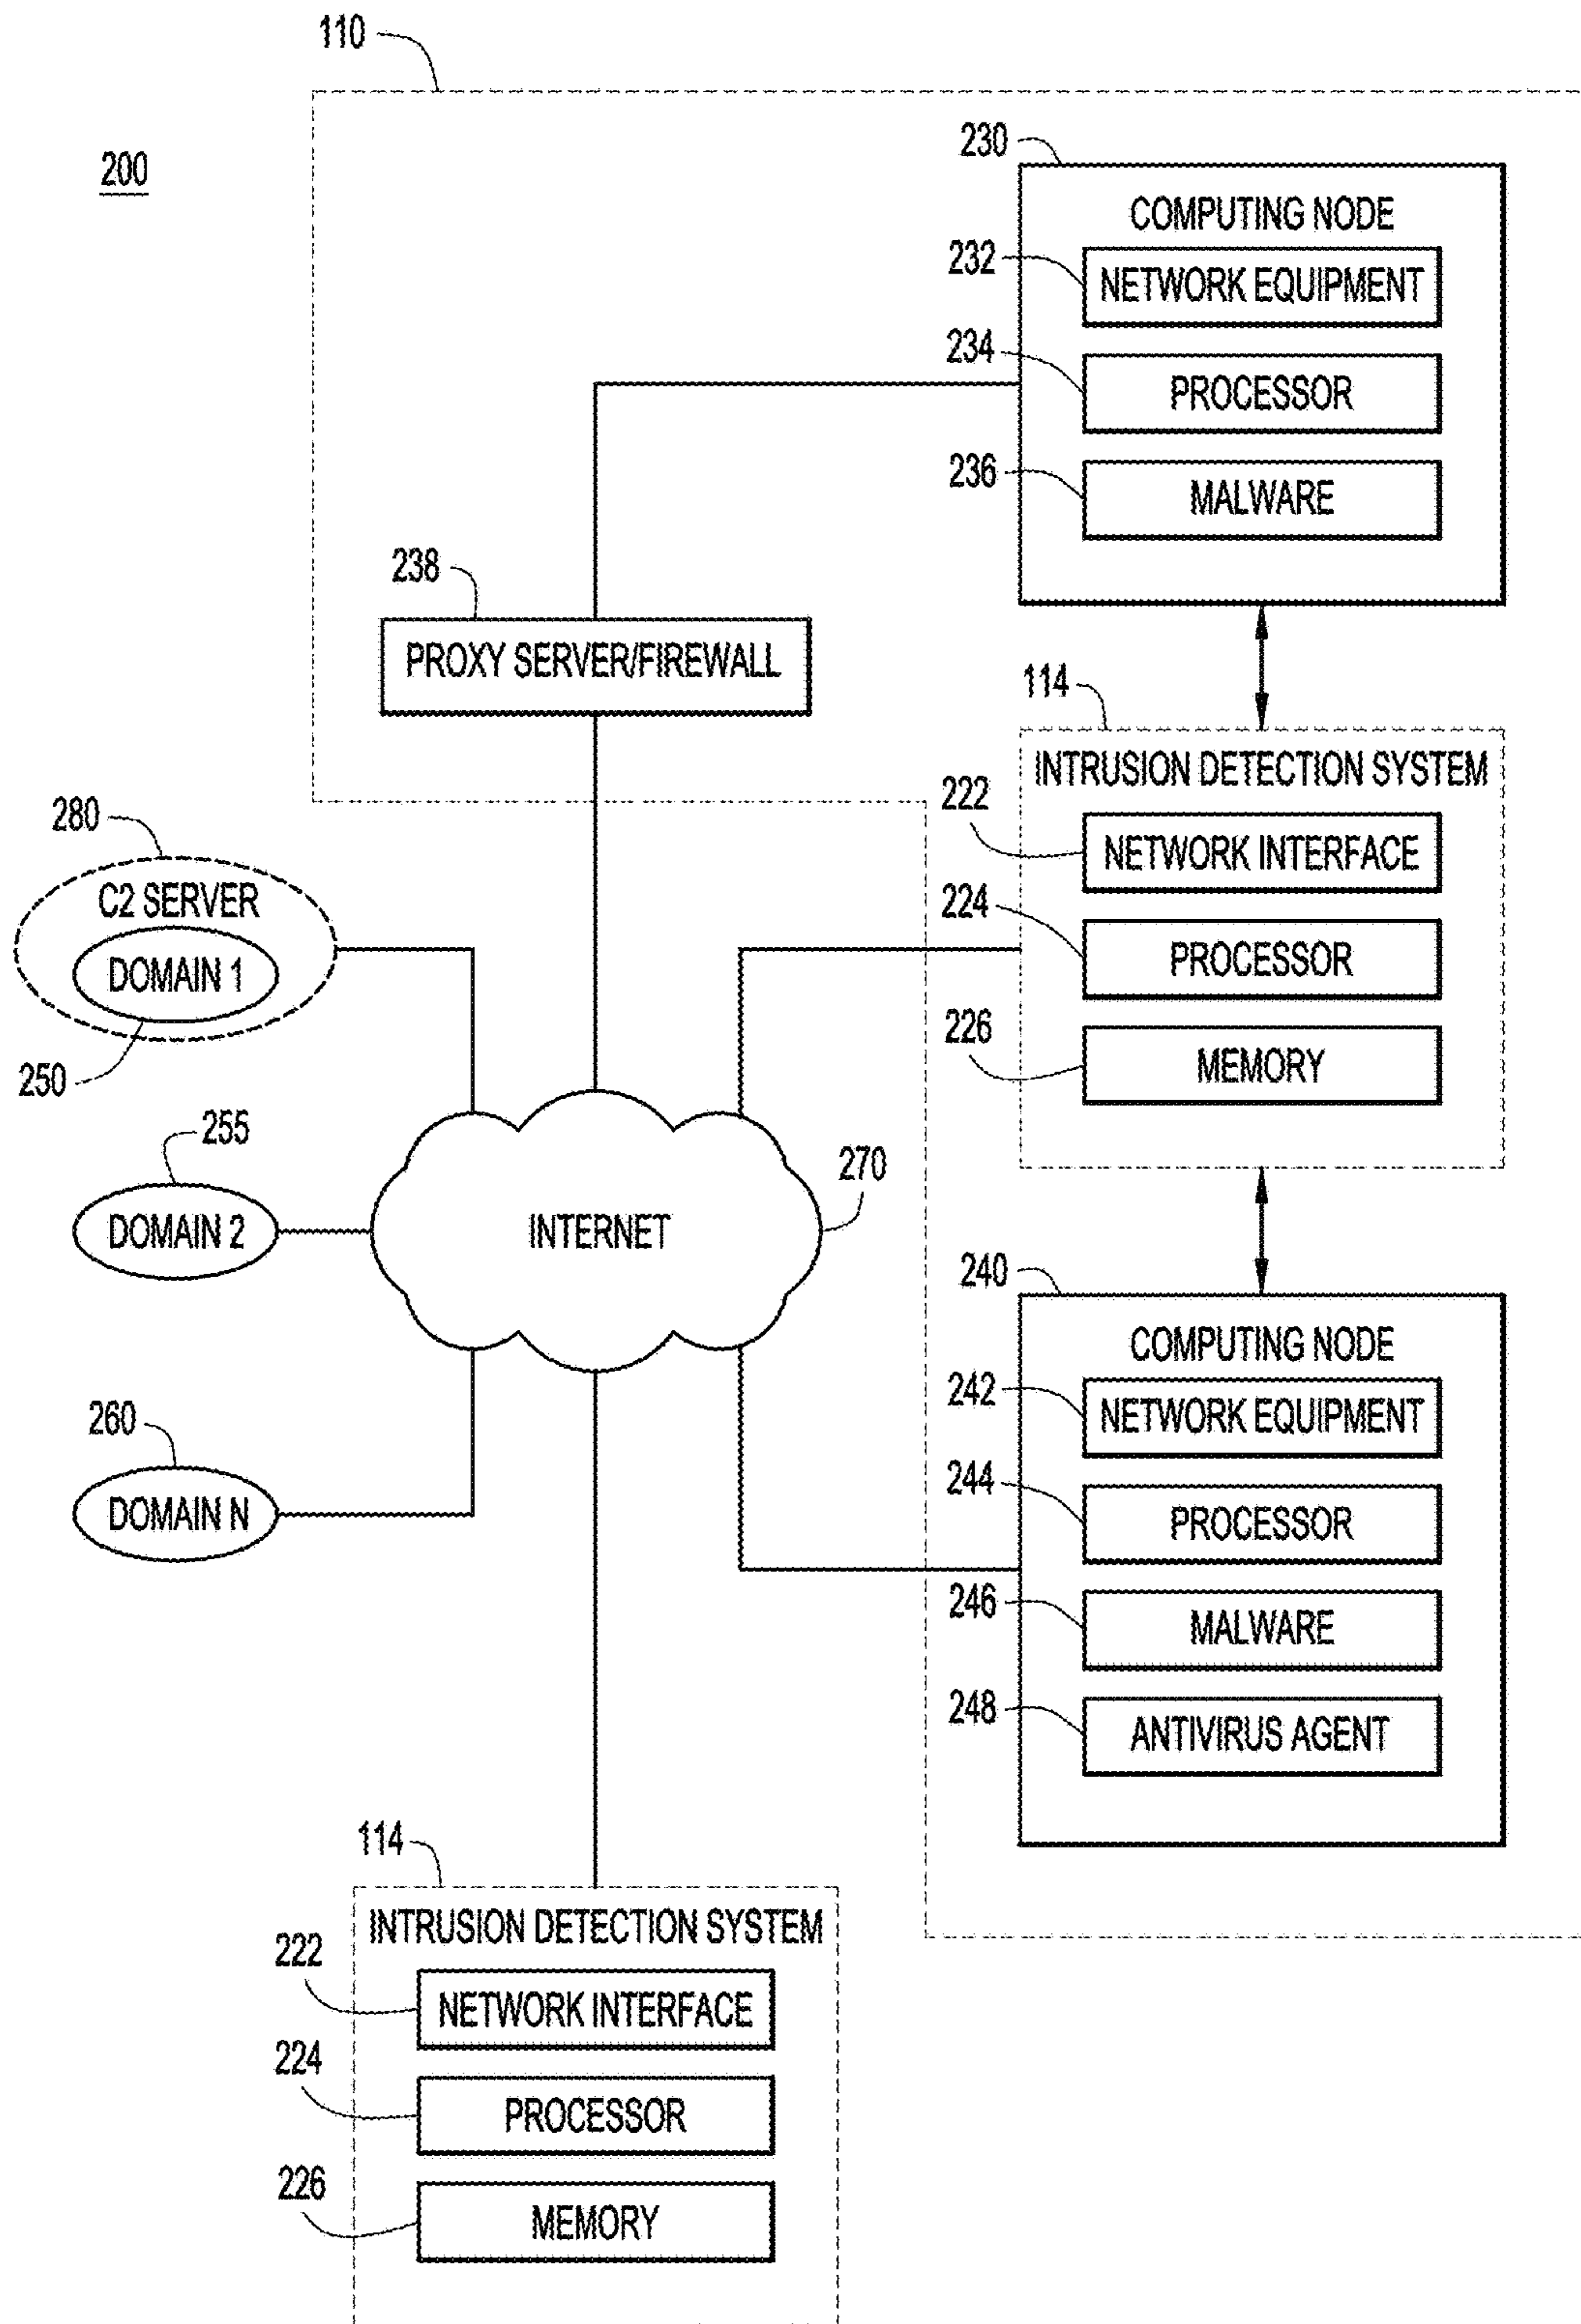 110
200
230
COMPUTING NODE
232
NETWORK EQUIPMENT
234
PROCESSOR
236
MALWARE
238
PROXY SERVER/FIREWALL
114
INTRUSION DETECTION SYSTEM
222
NETWORK INTERFACE
224
PROCESSOR
226
MEMORY
280
C2 SERVER
DOMAIN 1
250
255
DOMAIN 2
270
INTERNET
260
DOMAIN N
240
COMPUTING NODE
242
NETWORK EQUIPMENT
244
PROCESSOR
246
MALWARE
248
ANTIVIRUS AGENT
114
INTRUSION DETECTION SYSTEM
222
NETWORK INTERFACE
224
PROCESSOR
226
MEMORY